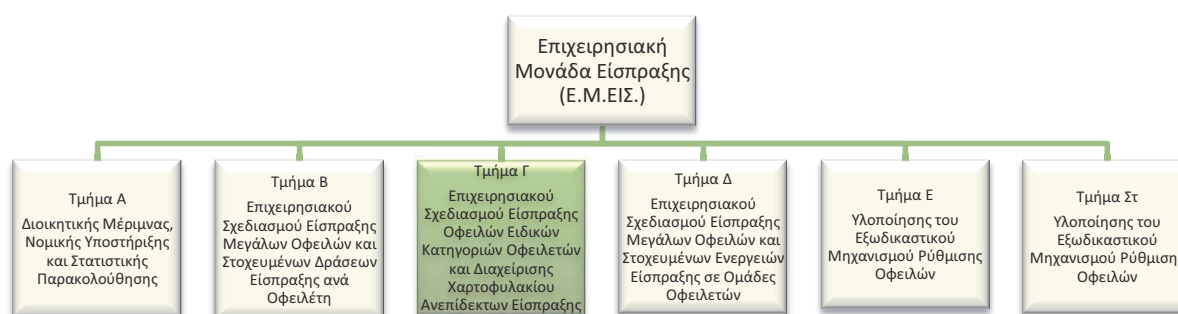 Επιχειρησιακή
Μονάδα Είσπραξης
(Ε.Μ.ΕΙΣ.)
Τμήμα Α
Διοικητικής Μέριμνας,
Νομικής Υποστήριξης
και Στατιστικής
Παρακολούθησης
Τμήμα Β
Επιχειρησιακού
Σχεδιασμού Είσπραξης
Μεγάλων Οφειλών και
Στοχευμένων Δράσεων
Είσπραξης ανά
Οφειλέτη
Τμήμα Γ
Επιχειρησιακού
Σχεδιασμού Είσπραξης
Οφειλών Ειδικών
Κατηγοριών Οφειλετών
και Διαχείρισης
Χαρτοφυλακίου
Ανεπίδεκτων Είσπραξης
Τμήμα Δ
Επιχειρησιακού
Σχεδιασμού Είσπραξης
Μεγάλων Οφειλών και
Στοχευμένων Ενεργειών
Είσπραξης σε Ομάδες
Οφειλετών
Τμήμα Ε
Υλοποίησης του
Εξωδικαστικού
Μηχανισμού Ρύθμισης
Οφειλών
Τμήμα Στ
Υλοποίησης του
Εξωδικαστικού
Μηχανισμού Ρύθμισης
Οφειλών